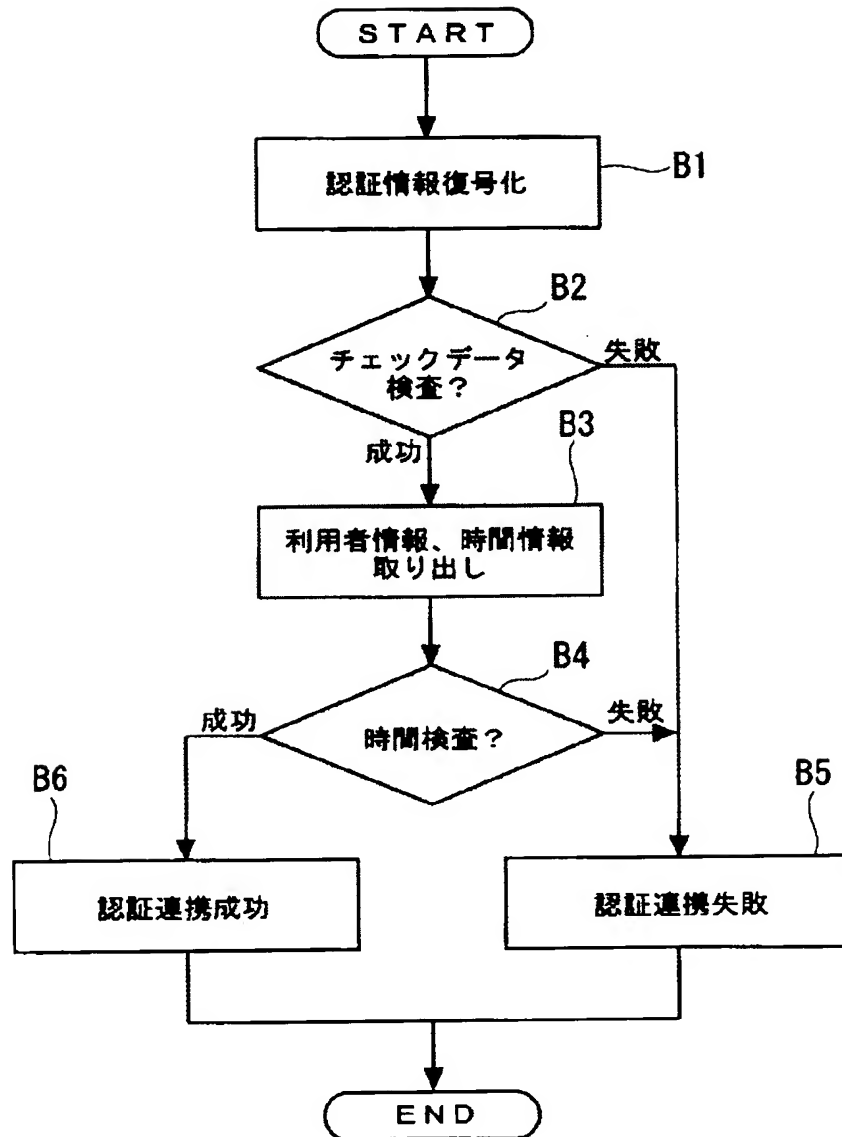 START
認証情報復号化
B1
B2
チェックデータ
検査?
失敗
成功
B3
利用者情報、時間情報
取り出し
B4
成功
時間検査?
失敗
B6
B5
認証連携成功
認証連携失敗
END